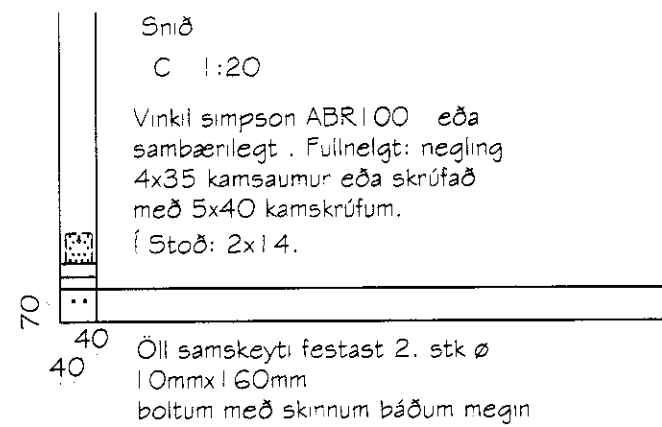 Snið
C 1:20
Vinkil simpson ABR100 eða
sambærilegt . Fullnelgt: negling
4x35 kamsaumur eða skrúfað
með 5x40 kamskrúfum.
Í Stoð: 2x14.
70
40
40
Öll samskeyti festast 2. stk ø
10mmx160mm
boltum með skinnum báðum megin